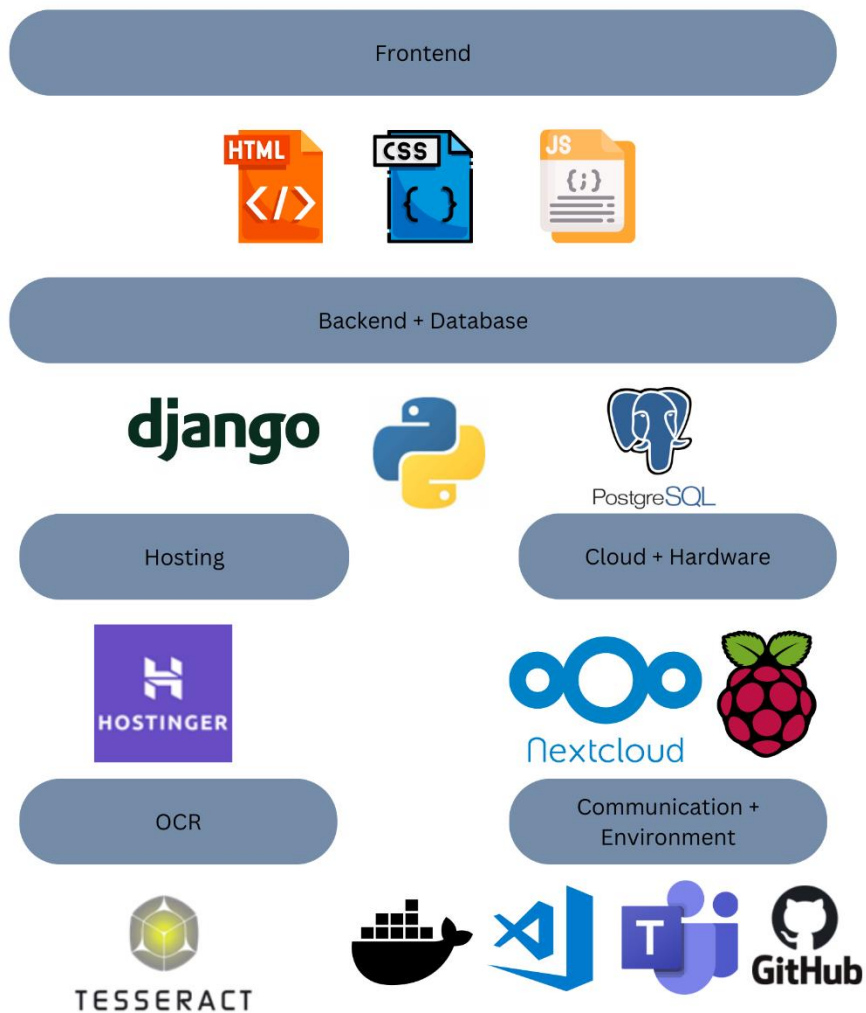 Frontend
HTML
</>
CSS
{ }
JS
{;}
Backend + Database
django
PostgreSQL
Hosting
Cloud + Hardware
HOSTINGER
Nextcloud
OCR
Communication +
Environment
T
GitHub
TESSERACT